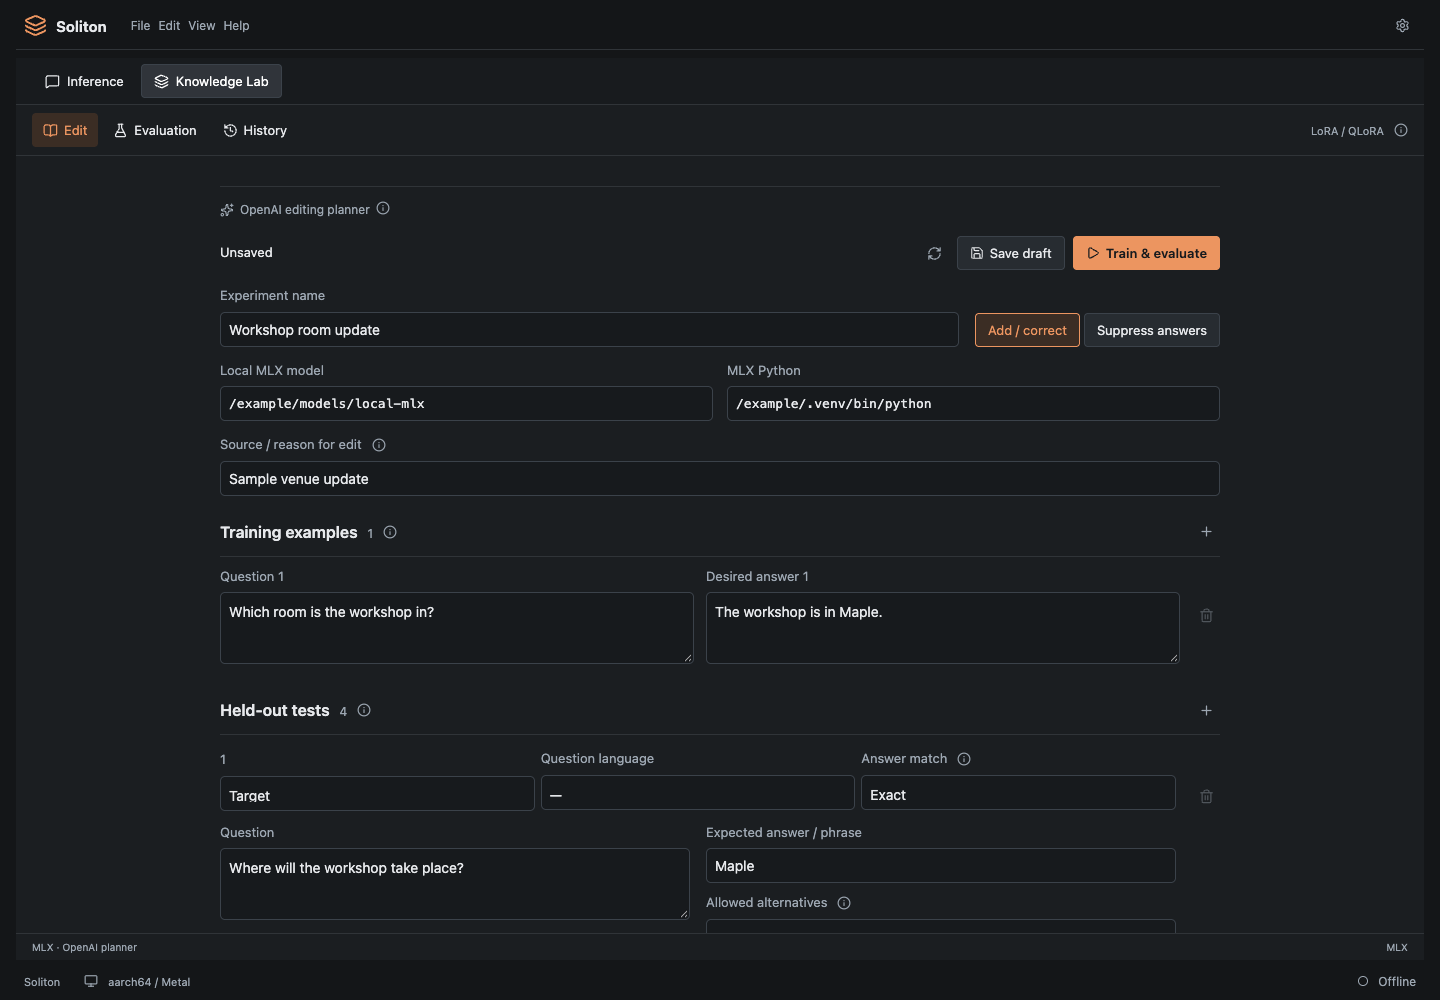 Soliton File Edit View Help
Inference Knowledge Lab
Edit Evaluation History LoRA / QLoRA
OpenAI editing planner
Unsaved Save draft Train & evaluate
Experiment name
Workshop room update Add / correct Suppress answers
Local MLX model MLX Python
/example/models/local-mlx /example/.venv/bin/python
Source / reason for edit
Sample venue update
Training examples 1
Question 1 Desired answer 1
Which room is the workshop in? The workshop is in Maple.
Held-out tests 4
1 Question language Answer match
Target — Exact
Question Expected answer / phrase
Where will the workshop take place? Maple
Allowed alternatives
MLX · OpenAI planner MLX
Soliton aarch64 / Metal Offline